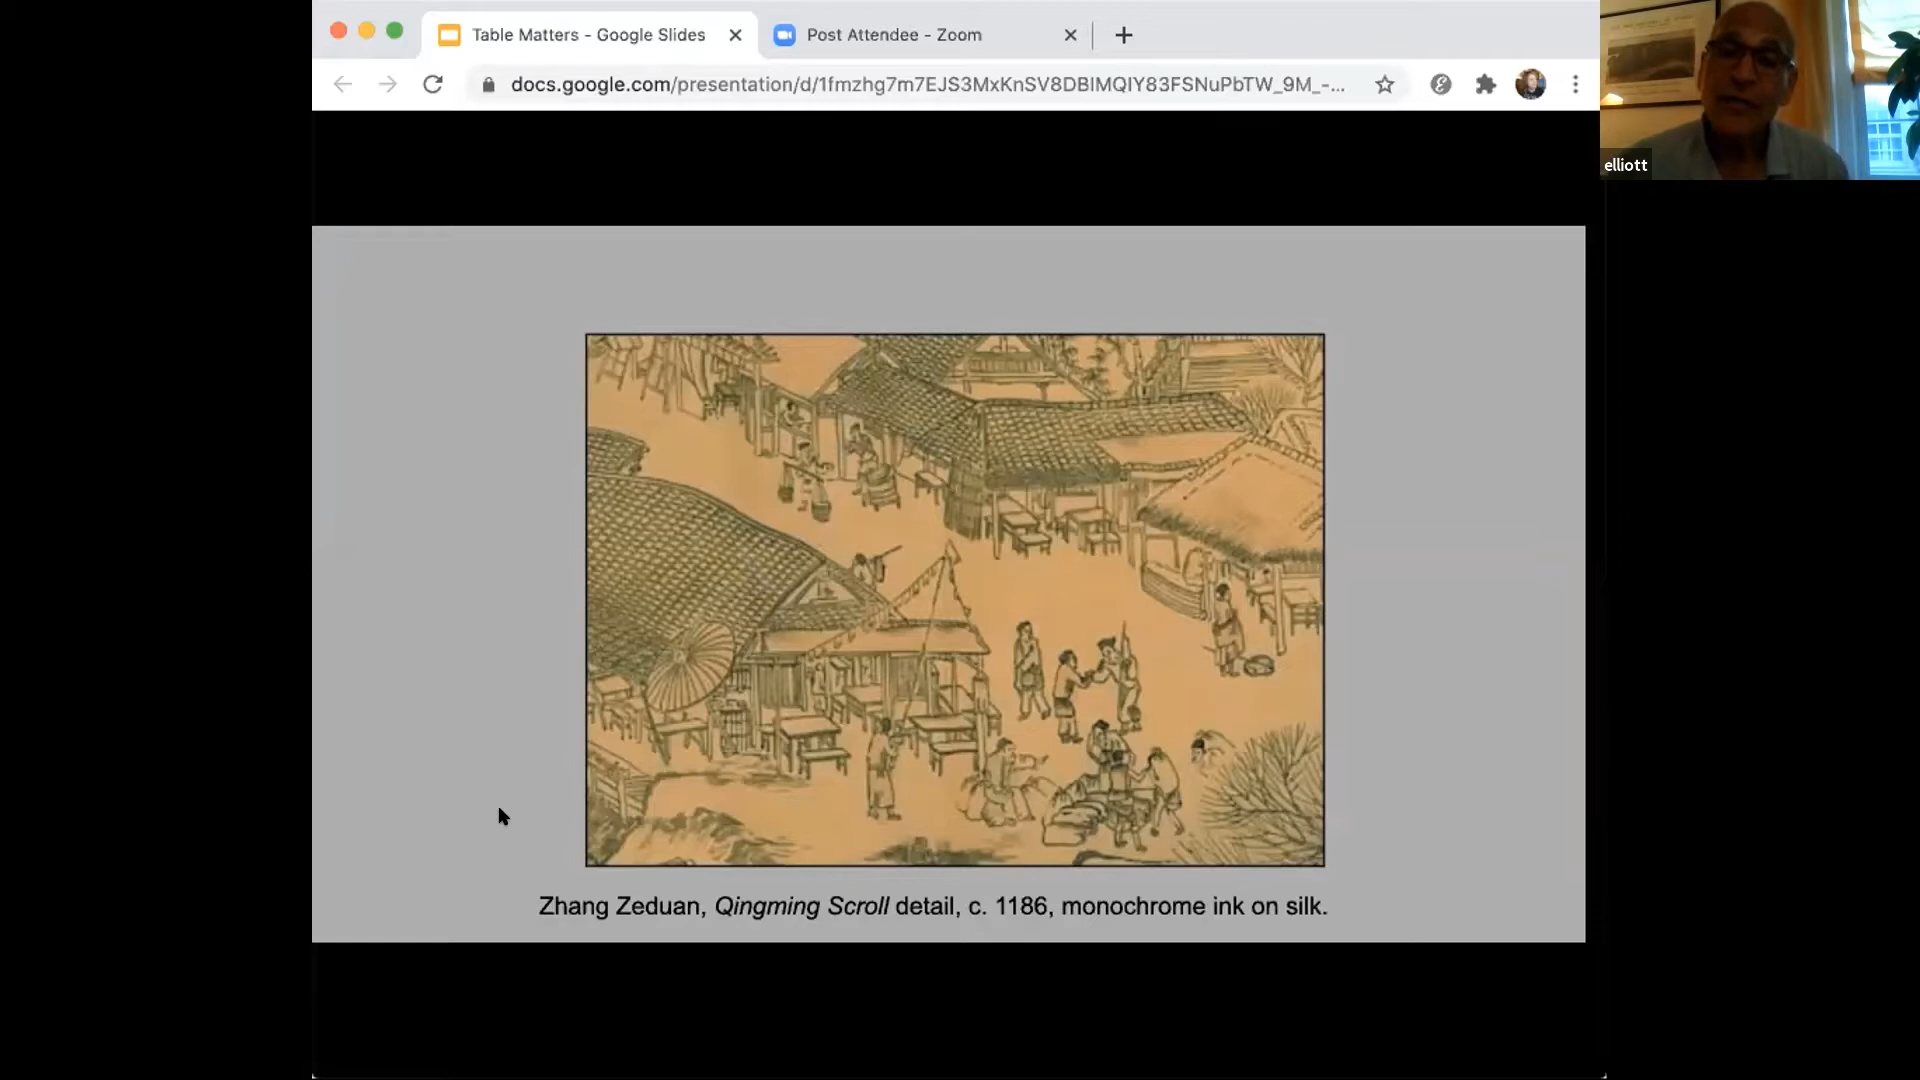 Table Matters - Google Slides
Post Attendee - Zoom
docs.google.com/presentation/d/1fmzhg7m7EJS3MxKnSV8DBIMQIY83FSNuPbTW_9M_-...
elliott
Zhang Zeduan, Qingming Scroll detail, c. 1186, monochrome ink on silk.